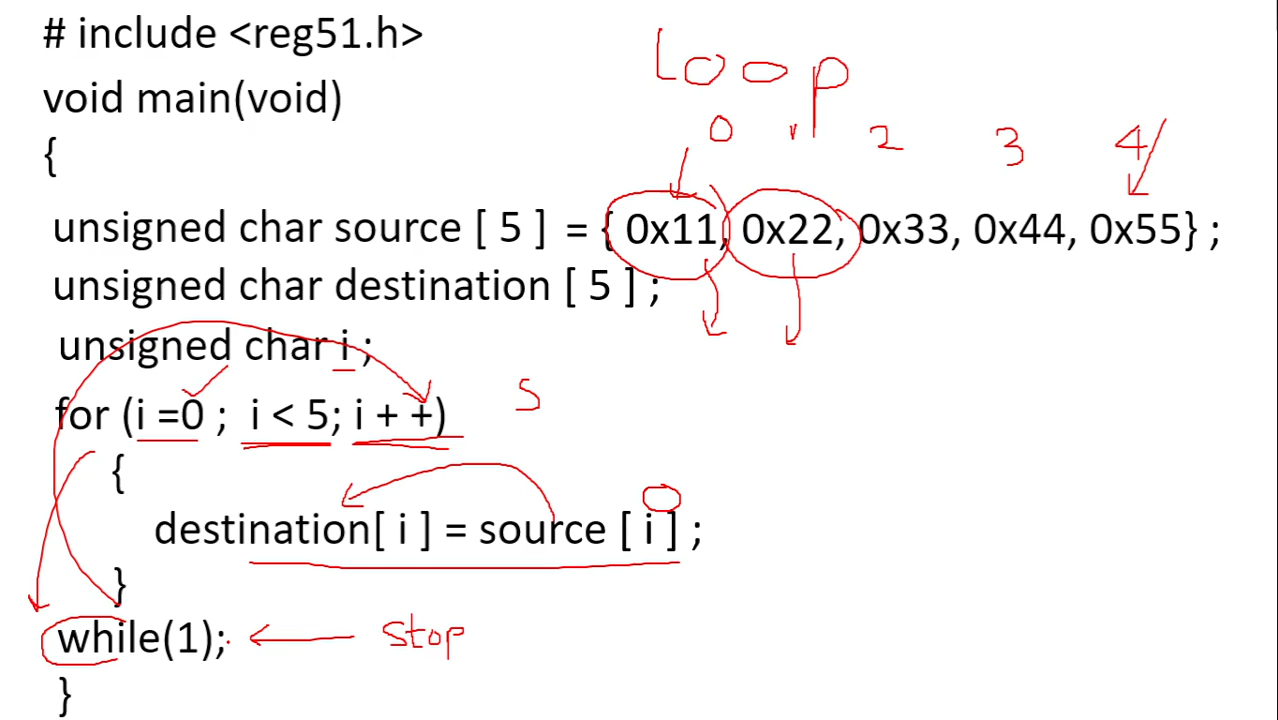 # include <reg51.h>
loop
void main(void)
0 1 2 3 4
{
unsigned char source [ 5 ] = { 0x11, 0x22, 0x33, 0x44, 0x55} ;
unsigned char destination [ 5 ] ;
unsigned char i ;
for (i =0 ; i < 5; i + +) 5
{
0
destination[ i ] = source [ i ] ;
}
while(1); Stop
}